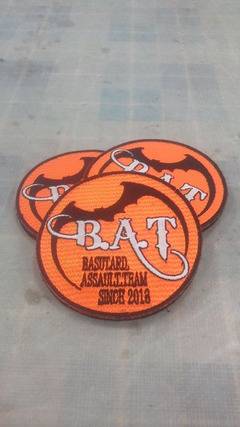 B.A.T
BASUTARD
ASSAULT.TEAM
SINCE 2013
B.A.T